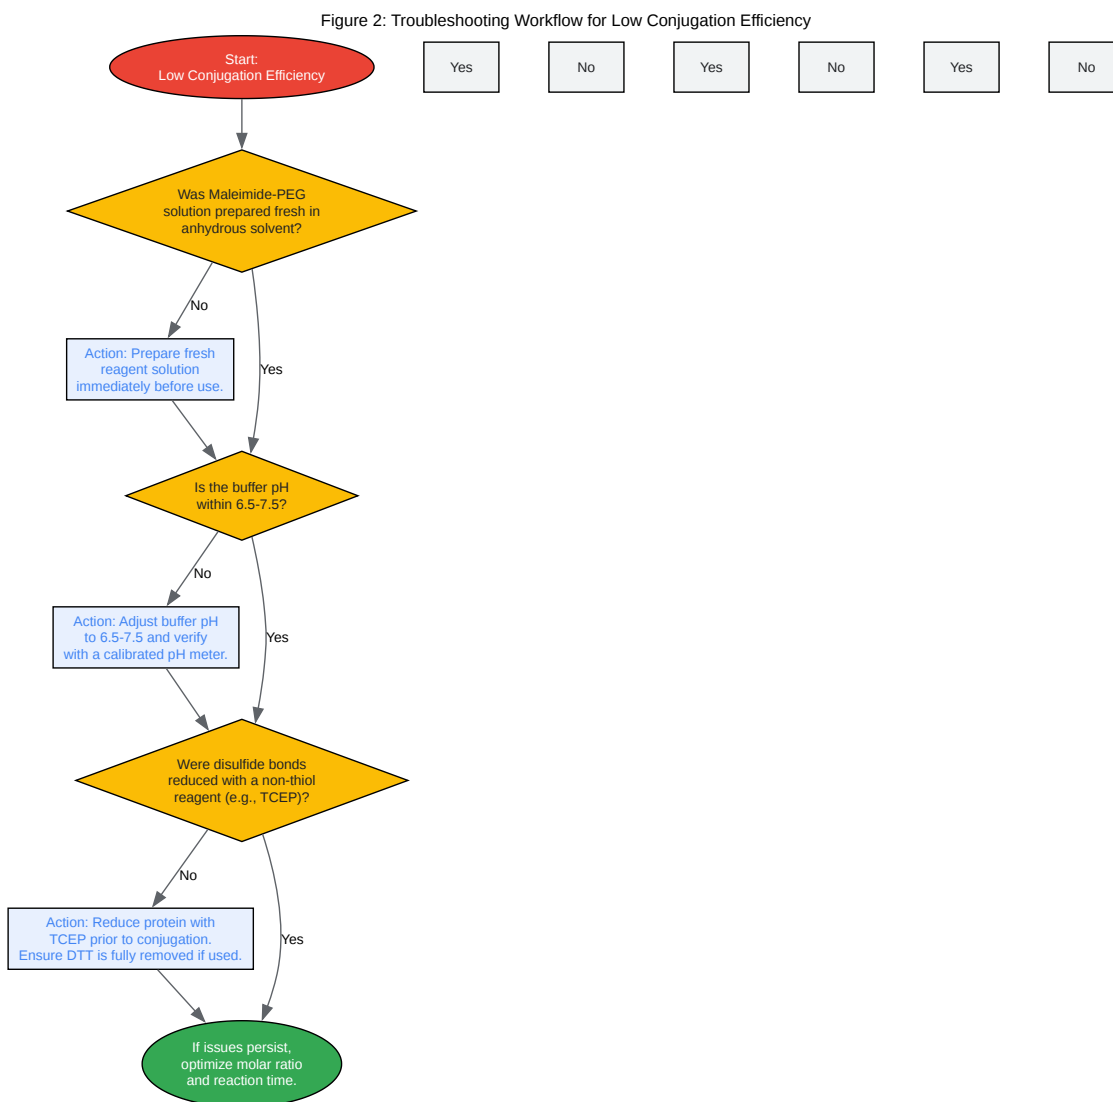 Figure 2: Troubleshooting Workflow for Low Conjugation Efficiency
Start:
Low Conjugation Efficiency
Yes
No
Yes
No
Yes
No
Was Maleimide-PEG
solution prepared fresh in
anhydrous solvent?
No
Action: Prepare fresh
reagent solution
immediately before use.
Yes
Is the buffer pH
within 6.5-7.5?
No
Action: Adjust buffer pH
to 6.5-7.5 and verify
with a calibrated pH meter.
Yes
Were disulfide bonds
reduced with a non-thiol
reagent (e.g., TCEP)?
No
Action: Reduce protein with
TCEP prior to conjugation.
Ensure DTT is fully removed if used.
Yes
If issues persist,
optimize molar ratio
and reaction time.